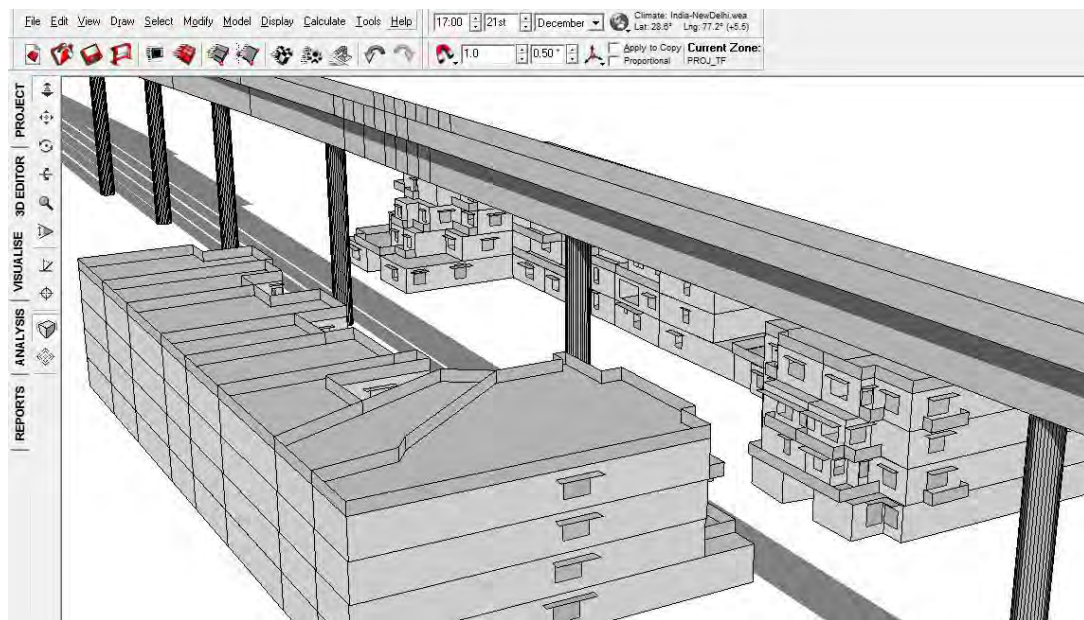 File Edit View Draw Select Modify Model Display Calculate Tools Help
17:00 21st December
Climate: India-NewDelhi.wea
Lat: 28.6° Lng: 77.2° (+5.5)
1.0 0.50 °
Apply to Copy
Proportional
Current Zone:
PROJ_TF
PROJECT
3D EDITOR
VISUALISE
ANALYSIS
REPORTS